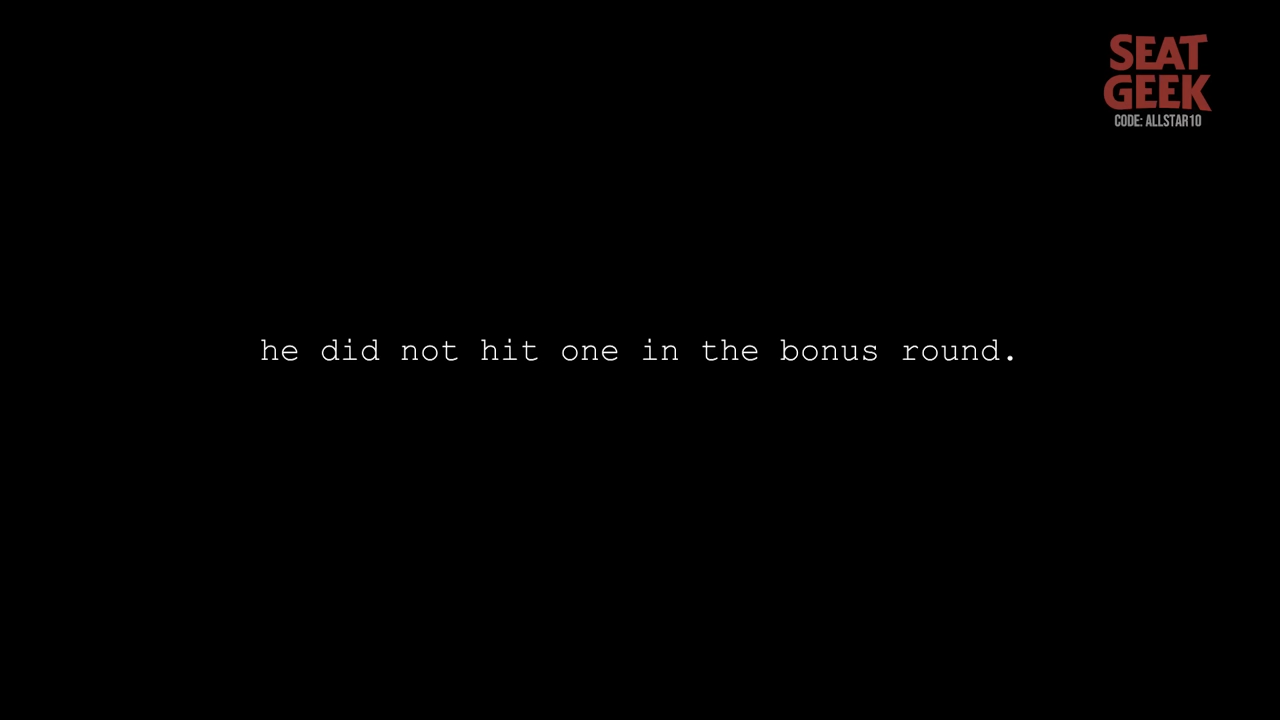 SEAT
GEEK
CODE: ALLSTAR10
he did not hit one in the bonus round.